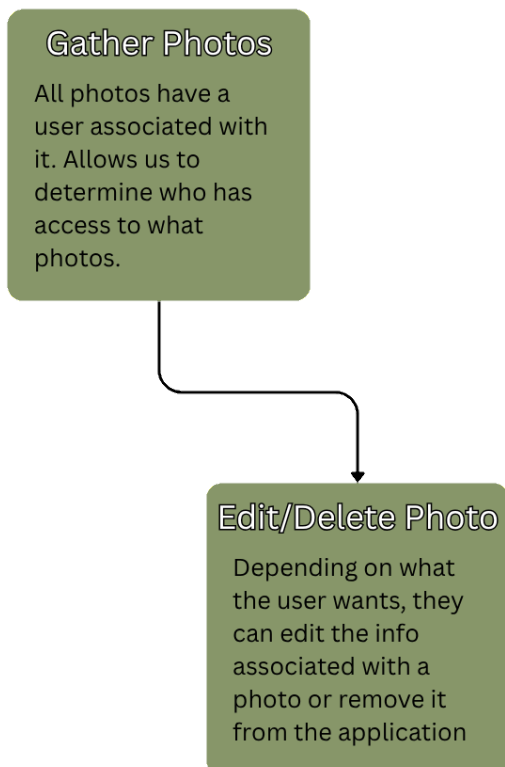 Gather Photos
All photos have a
user associated with
it. Allows us to
determine who has
access to what
photos.
Edit/Delete Photo
Depending on what
the user wants, they
can edit the info
associated with a
photo or remove it
from the application